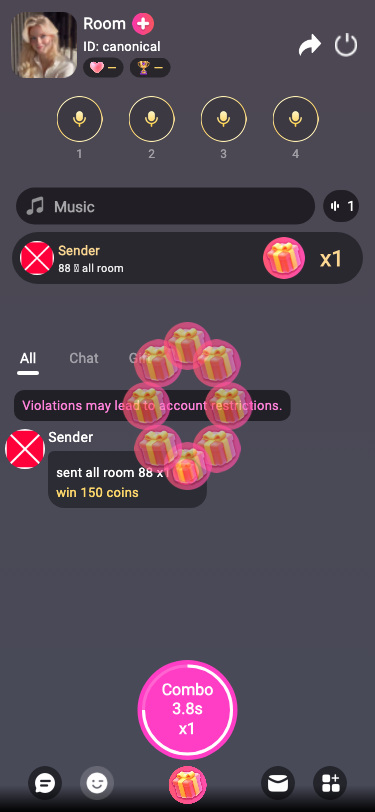 Room
ID: canonical
–
–
1
2
3
4
Music
1
Sender
88 all room
x1
All
Chat
Violations may lead to account restrictions.
Sender
sent all room 88 x
win 150 coins
Combo
3.8s
x1